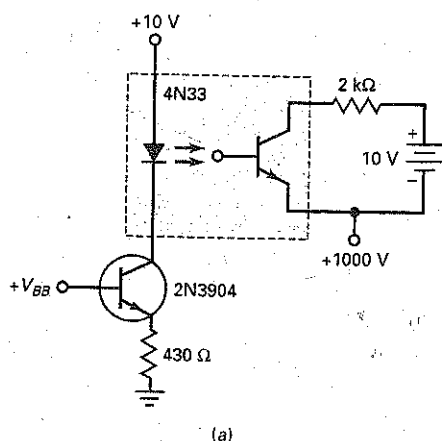 +10 V
4N33
2 kΩ
+
10 V
−
+1000 V
+V_BB
2N3904
430 Ω
(a)